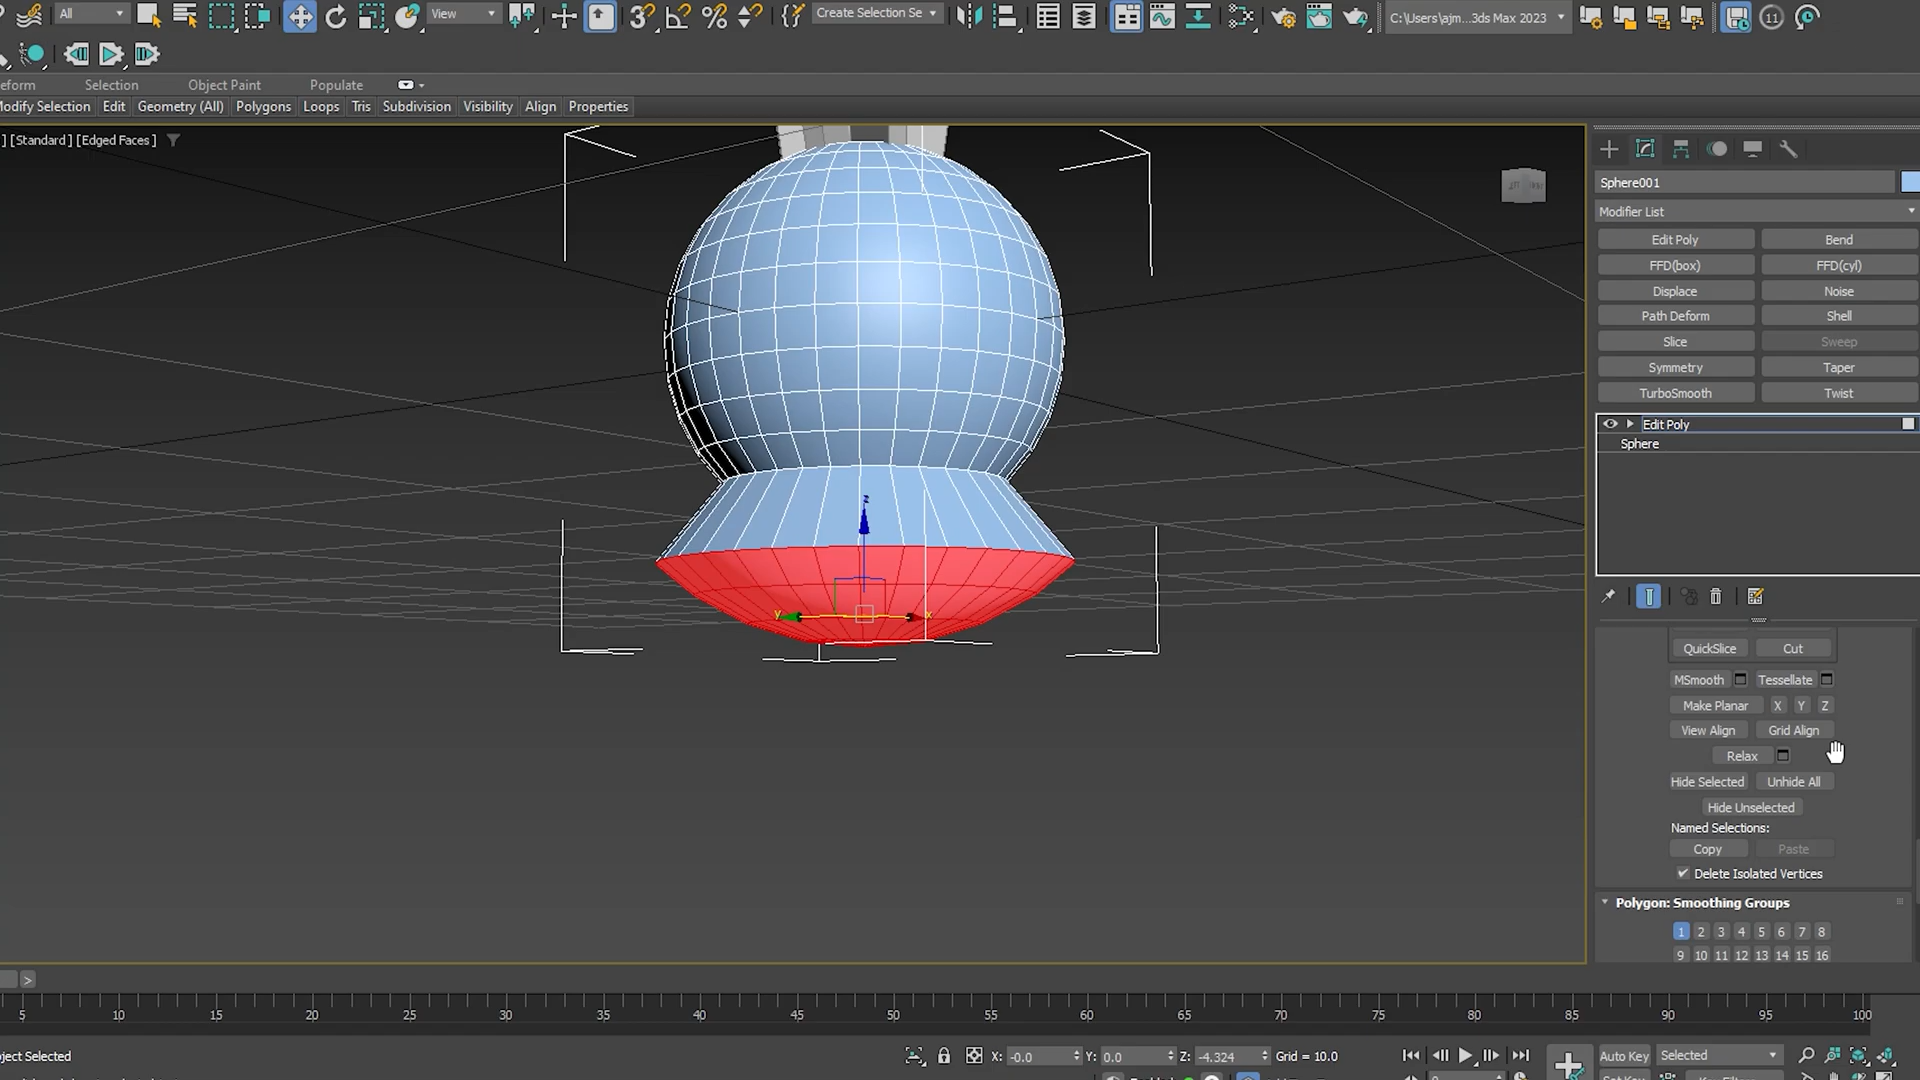 All
View
Create Selection Se
C:\Users\ajm...3ds Max 2023
11
eform Selection Object Paint Populate
Modify Selection Edit Geometry (All) Polygons Loops Tris Subdivision Visibility Align Properties
] [Standard ] [Edged Faces ]
Sphere001
Modifier List
Edit Poly Bend
FFD(box) FFD(cyl)
Displace Noise
Path Deform Shell
Slice Sweep
Symmetry Taper
TurboSmooth Twist
Edit Poly
Sphere
z
y x
QuickSlice Cut
MSmooth Tessellate
Make Planar X Y Z
View Align Grid Align
Relax
Hide Selected Unhide All
Hide Unselected
Named Selections:
Copy Paste
Delete Isolated Vertices
Polygon: Smoothing Groups
1 2 3 4 5 6 7 8
9 10 11 12 13 14 15 16
>
5 10 15 20 25 30 35 40 45 50 55 60 65 70 75 80 85 90 95 100
ject Selected X: -0.0 Y: 0.0 Z: -4.324 Grid = 10.0 Auto Key Selected